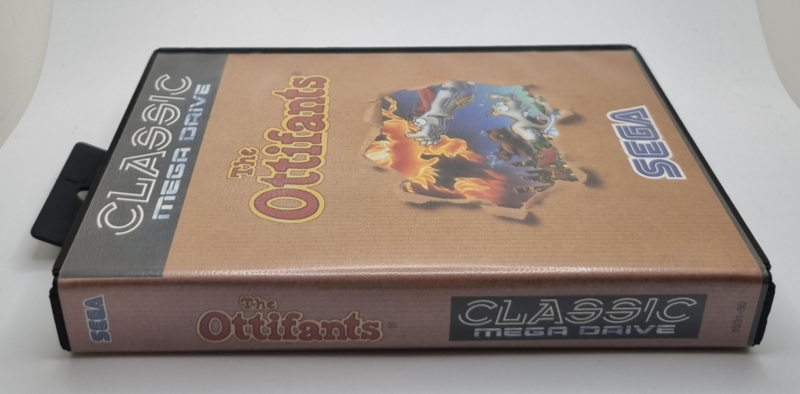 CLASSIC
MEGA DRIVE
The
Ottifants
SEGA
SEGA
The
Ottifants®
CLASSIC
MEGA DRIVE